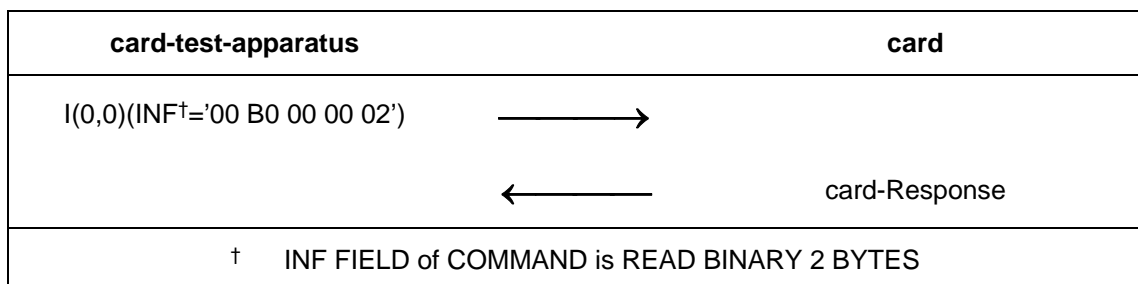 card-test-apparatus card
I(0,0)(INF†='00 B0 00 00 02')
card-Response
† INF FIELD of COMMAND is READ BINARY 2 BYTES